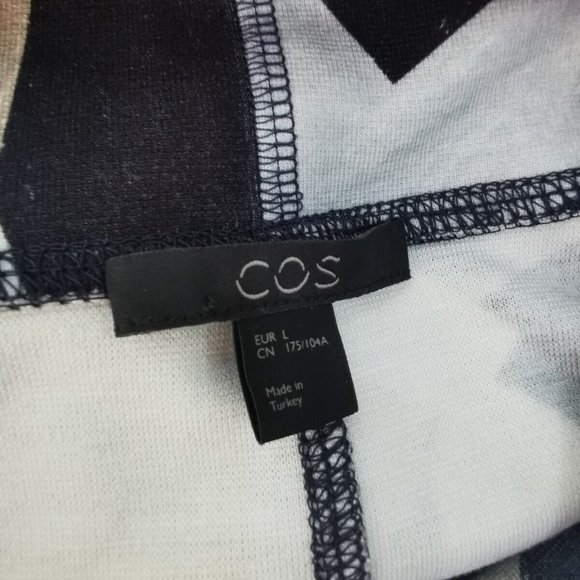 COS
EUR L
CN 175/104A
Made in
Turkey